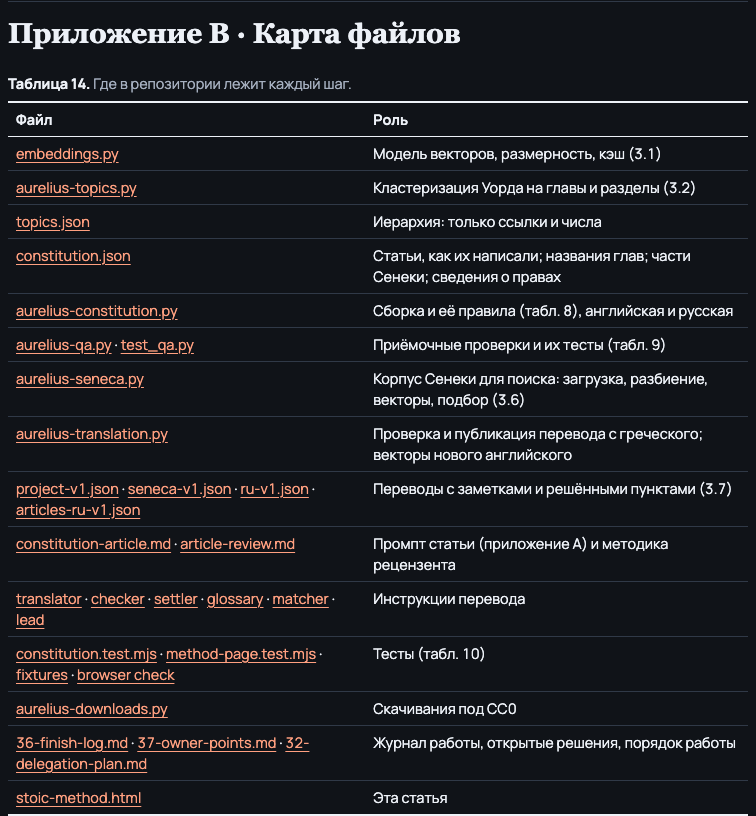 Приложение B · Карта файлов
Таблица 14. Где в репозитории лежит каждый шаг.
Файл Роль
embeddings.py Модель векторов, размерность, кэш (3.1)
aurelius-topics.py Кластеризация Уорда на главы и разделы (3.2)
topics.json Иерархия: только ссылки и числа
constitution.json Статьи, как их написали; названия глав; части
Сенеки; сведения о правах
aurelius-constitution.py Сборка и её правила (табл. 8), английская и русская
aurelius-qa.py · test_qa.py Приёмочные проверки и их тесты (табл. 9)
aurelius-seneca.py Корпус Сенеки для поиска: загрузка, разбиение,
векторы, подбор (3.6)
aurelius-translation.py Проверка и публикация перевода с греческого;
векторы нового английского
project-v1.json · seneca-v1.json · ru-v1.json · Переводы с заметками и решёнными пунктами (3.7)
articles-ru-v1.json
constitution-article.md · article-review.md Промпт статьи (приложение A) и методика
рецензента
translator · checker · settler · glossary · matcher · Инструкции перевода
lead
constitution.test.mjs · method-page.test.mjs · Тесты (табл. 10)
fixtures · browser check
aurelius-downloads.py Скачивания под CC0
36-finish-log.md · 37-owner-points.md · 32- Журнал работы, открытые решения, порядок работы
delegation-plan.md
stoic-method.html Эта статья